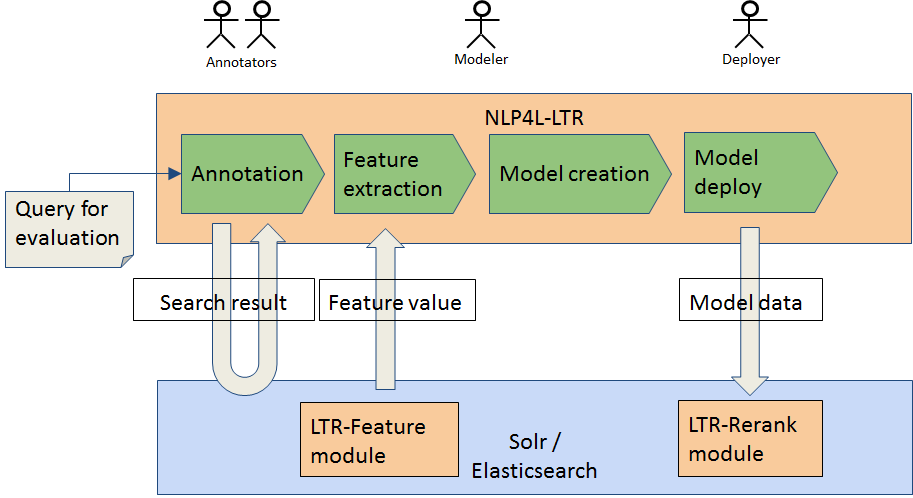 Annotators
Modeler
Deployer
NLP4L-LTR
Annotation
Feature
extraction
Model creation
Model
deploy
Query for
evaluation
Search result
Feature value
Model data
LTR-Feature
module
Solr /
Elasticsearch
LTR-Rerank
module